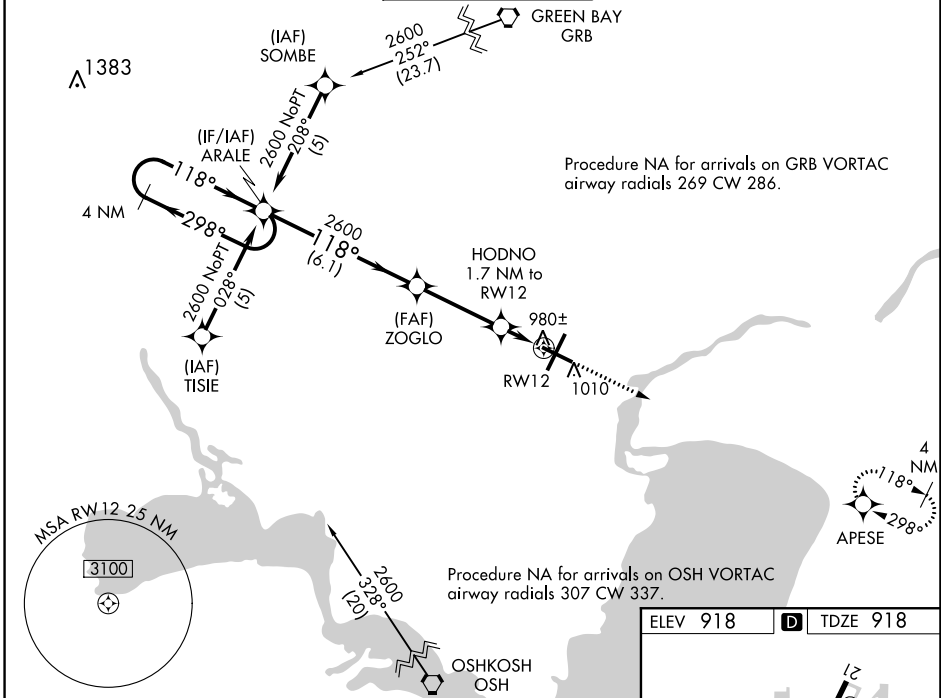 GREEN BAY
GRB
2600
252°
(23.7)
(IAF)
SOMBE
1383
2600 NoPT
208°
(5)
(IF/IAF)
ARALE
118°
4 NM
298°
2600 NoPT
028°
(5)
(IAF)
TISIE
2600
118°
(6.1)
Procedure NA for arrivals on GRB VORTAC
airway radials 269 CW 286.
(FAF)
ZOGLO
HODNO
1.7 NM to
RW12
980±
RW12
1010
4
NM
118°
298°
APESE
MSA RW12 25 NM
3100
2600
328°
(20)
Procedure NA for arrivals on OSH VORTAC
airway radials 307 CW 337.
OSHKOSH
OSH
ELEV 918 D TDZE 918
21